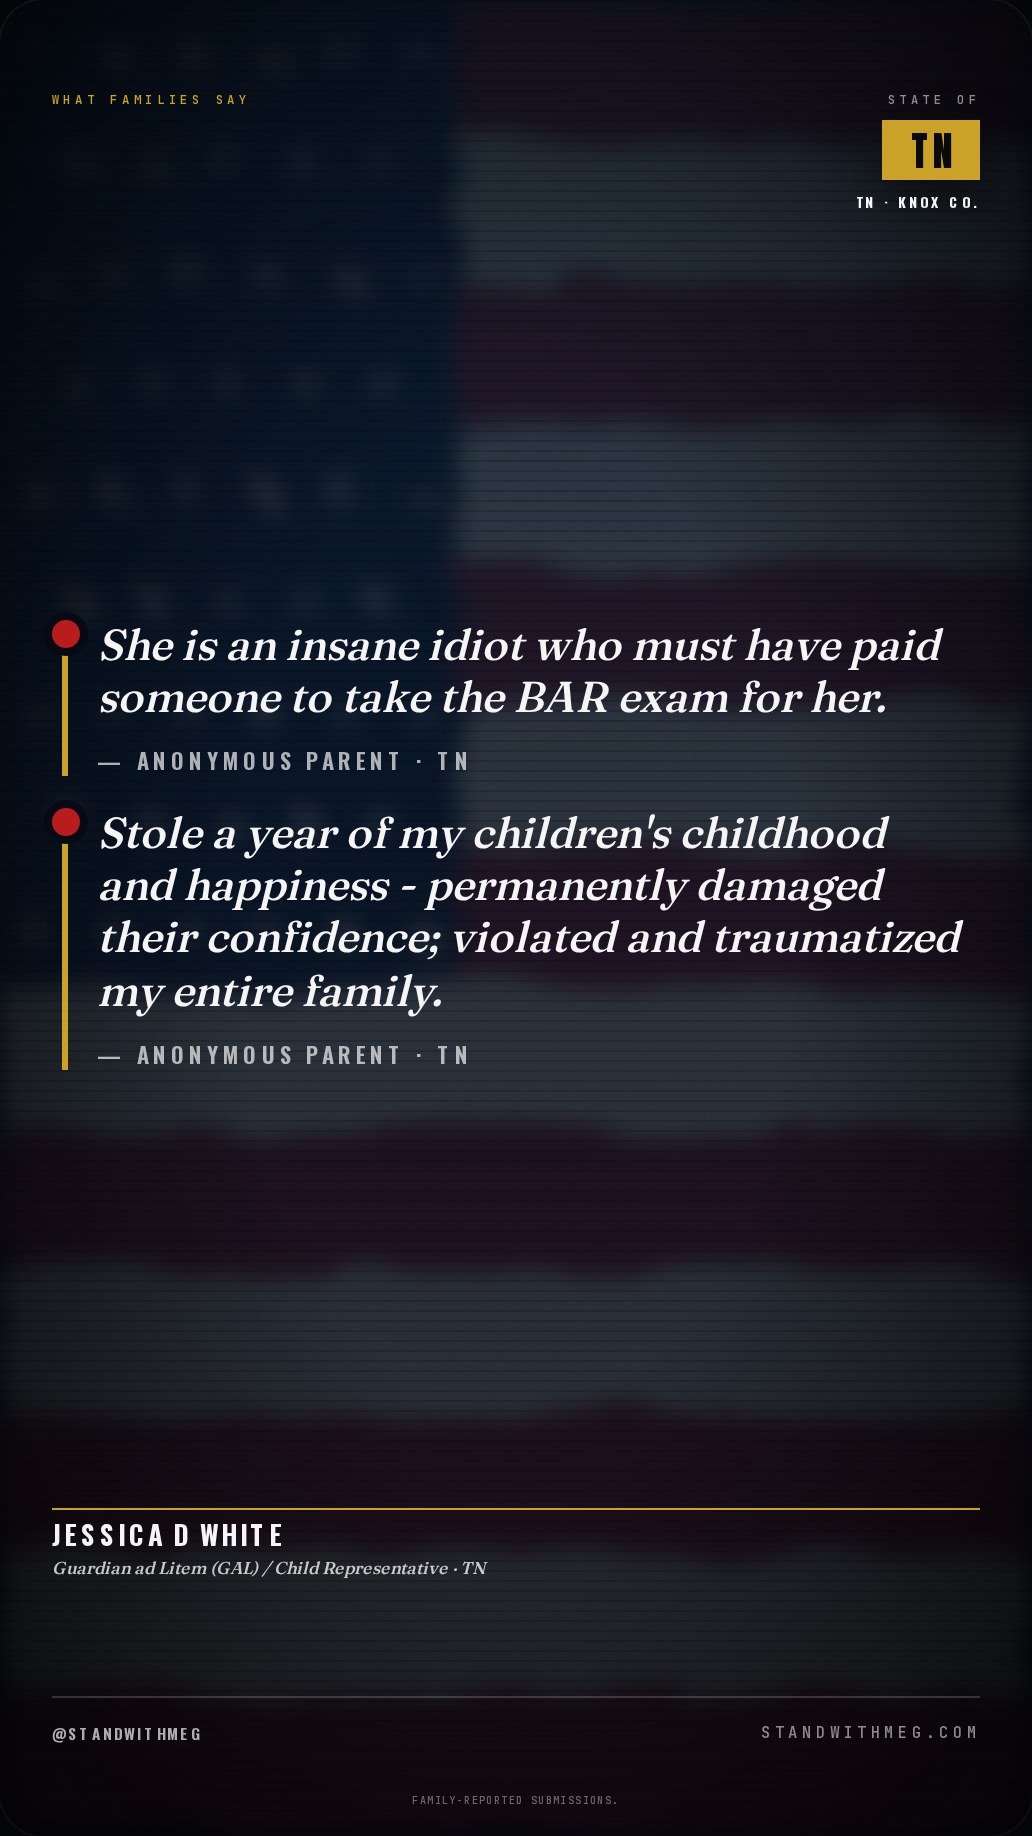 WHAT FAMILIES SAY
STATE OF
TN
TN · KNOX CO.
She is an insane idiot who must have paid
someone to take the BAR exam for her.
— ANONYMOUS PARENT · TN
Stole a year of my children's childhood
and happiness - permanently damaged
their confidence; violated and traumatized
my entire family.
— ANONYMOUS PARENT · TN
JESSICA D WHITE
Guardian ad Litem (GAL) / Child Representative · TN
@STANDWITHMEG
STANDWITHMEG.COM
FAMILY-REPORTED SUBMISSIONS.